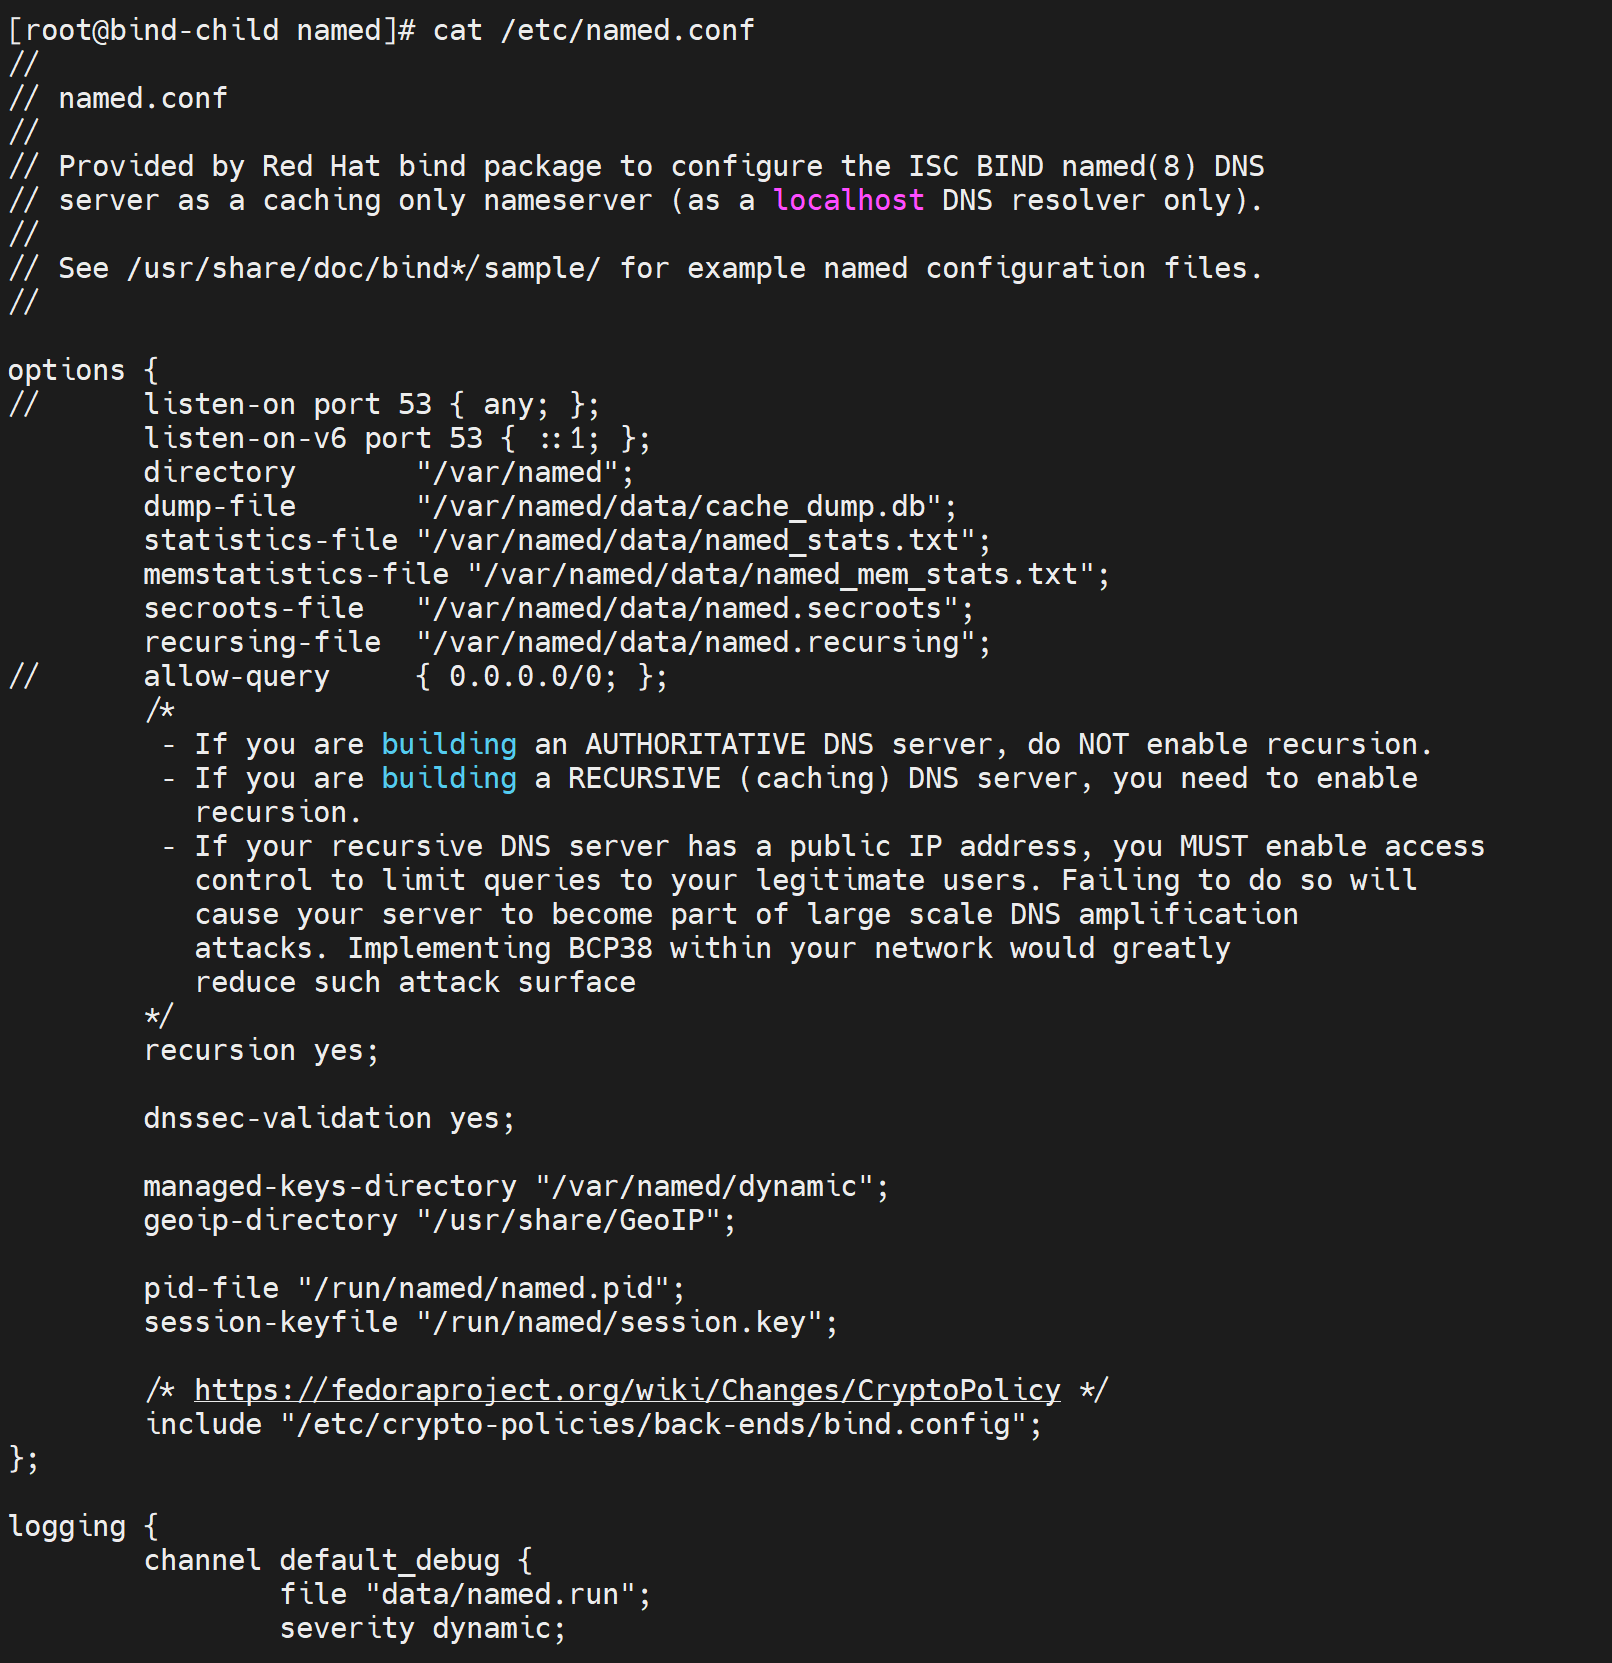 [root@bind-child named]# cat /etc/named.conf
//
// named.conf
//
// Provided by Red Hat bind package to configure the ISC BIND named(8) DNS
// server as a caching only nameserver (as a localhost DNS resolver only).
//
// See /usr/share/doc/bind*/sample/ for example named configuration files.
//

options {
//      listen-on port 53 { any; };
        listen-on-v6 port 53 { ::1; };
        directory       "/var/named";
        dump-file       "/var/named/data/cache_dump.db";
        statistics-file "/var/named/data/named_stats.txt";
        memstatistics-file "/var/named/data/named_mem_stats.txt";
        secroots-file   "/var/named/data/named.secroots";
        recursing-file  "/var/named/data/named.recursing";
//      allow-query     { 0.0.0.0/0; };
        /*
         - If you are building an AUTHORITATIVE DNS server, do NOT enable recursion.
         - If you are building a RECURSIVE (caching) DNS server, you need to enable
           recursion.
         - If your recursive DNS server has a public IP address, you MUST enable access
           control to limit queries to your legitimate users. Failing to do so will
           cause your server to become part of large scale DNS amplification
           attacks. Implementing BCP38 within your network would greatly
           reduce such attack surface
        */
        recursion yes;

        dnssec-validation yes;

        managed-keys-directory "/var/named/dynamic";
        geoip-directory "/usr/share/GeoIP";

        pid-file "/run/named/named.pid";
        session-keyfile "/run/named/session.key";

        /* https://fedoraproject.org/wiki/Changes/CryptoPolicy */
        include "/etc/crypto-policies/back-ends/bind.config";
};

logging {
        channel default_debug {
                file "data/named.run";
                severity dynamic;